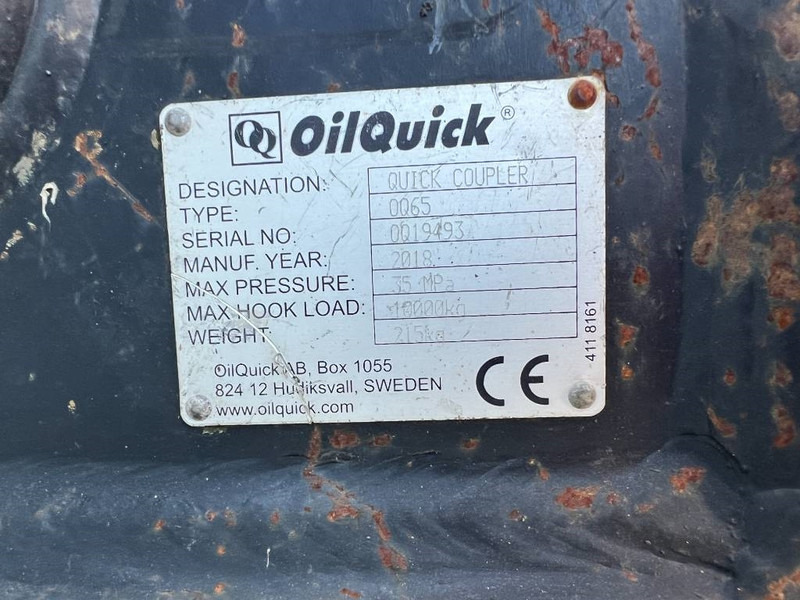 OQ OilQuick®
DESIGNATION: QUICK COUPLER
TYPE: OQ65
SERIAL NO: OQ19493
MANUF. YEAR: 2018
MAX PRESSURE: 35 MPa
MAX HOOK LOAD: 10000kg
WEIGHT: 215kg
OilQuick AB, Box 1055
824 12 Hudiksvall, SWEDEN
www.oilquick.com
CE
411 8161